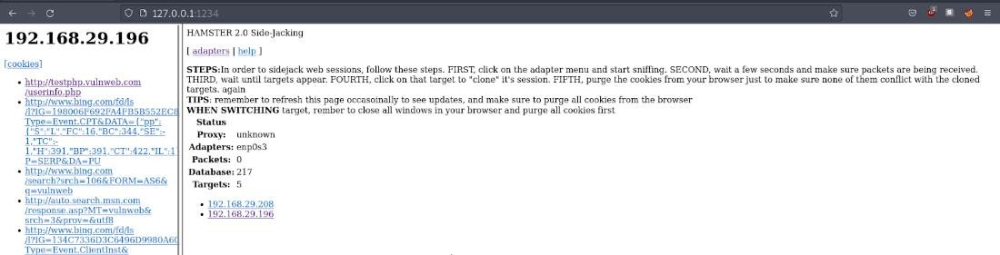 127.0.0.1:1234
192.168.29.196
[cookies]
http://testphp.vulnweb.com
/userinfo.php
http://www.bing.com/fd/ls
/l?IG=198006F692FA4FB5B552EC8
Type=Event.CPT&DATA={"pp":
{"S":"L","FC":16,"BC":344,"SE":-
1,"TC":-
1,"H":391,"BP":391,"CT":422,"IL":1
P=SERP&DA=PU
http://www.bing.com
/search?srch=106&FORM=AS6&
q=vulnweb
http://auto.search.msn.com
/response.asp?MT=vulnweb&
srch=3&prov=&utf8
http://www.bing.com/fd/ls
/l?IG=134C7336D3C6496D9980A60
Type=Event.ClientInst&
HAMSTER 2.0 Side-Jacking
[ adapters | help ]
STEPS:In order to sidejack web sessions, follow these steps. FIRST, click on the adapter menu and start sniffing. SECOND, wait a few seconds and make sure packets are being received.
THIRD, wait until targets appear. FOURTH, click on that target to "clone" it's session. FIFTH, purge the cookies from your browser just to make sure none of them conflict with the cloned
targets. again
TIPS: remember to refresh this page occasoinally to see updates, and make sure to purge all cookies from the browser
WHEN SWITCHING target, rember to close all windows in your browser and purge all cookies first
Status
Proxy: unknown
Adapters: enp0s3
Packets: 0
Database: 217
Targets: 5
192.168.29.208
192.168.29.196